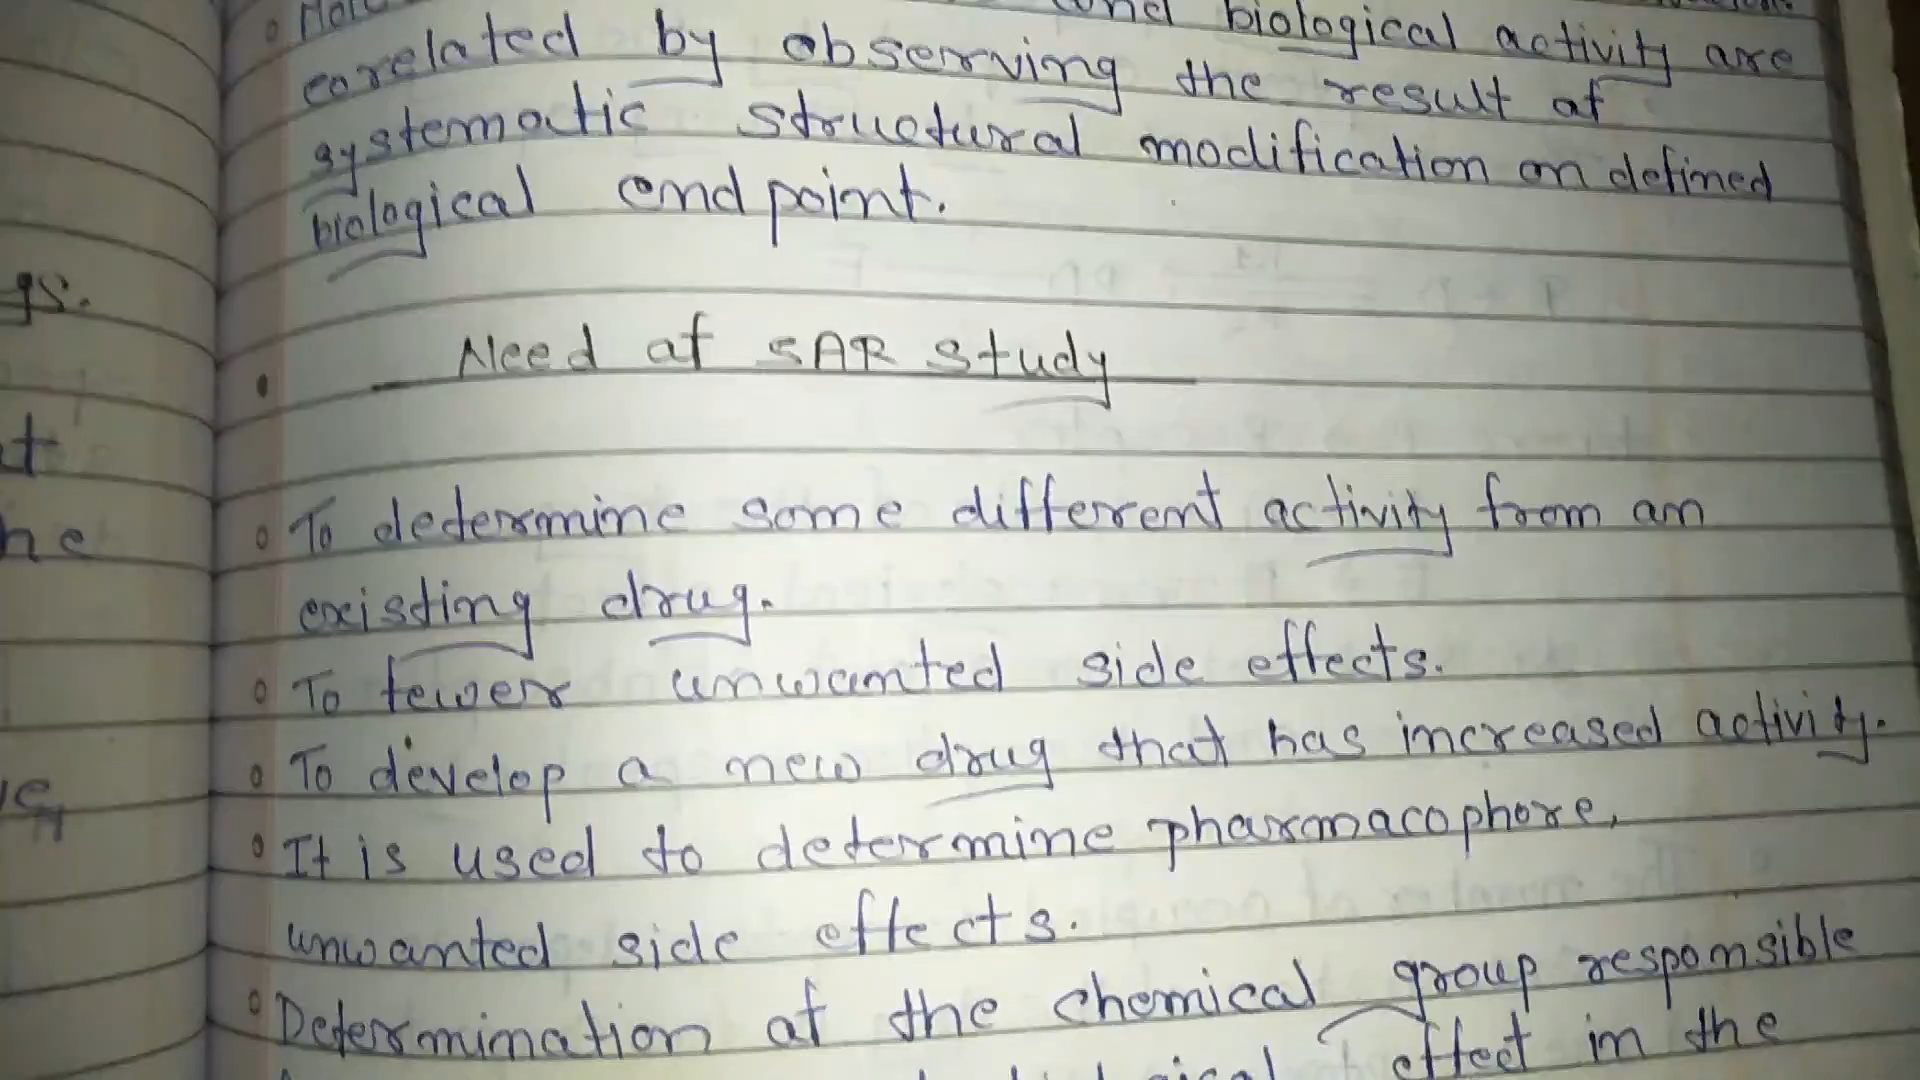 and biological activity are
corelated by observing the result of
systematic structural modification on defined
biological end point.
Need of SAR Study
To determine some different activity from an
existing drug.
To fewer unwanted side effects.
To develop a new drug that has increased activity.
It is used to determine pharmacophore,
unwanted side effects.
Determination of the chemical group responsible
effect in the
gs.
t
he